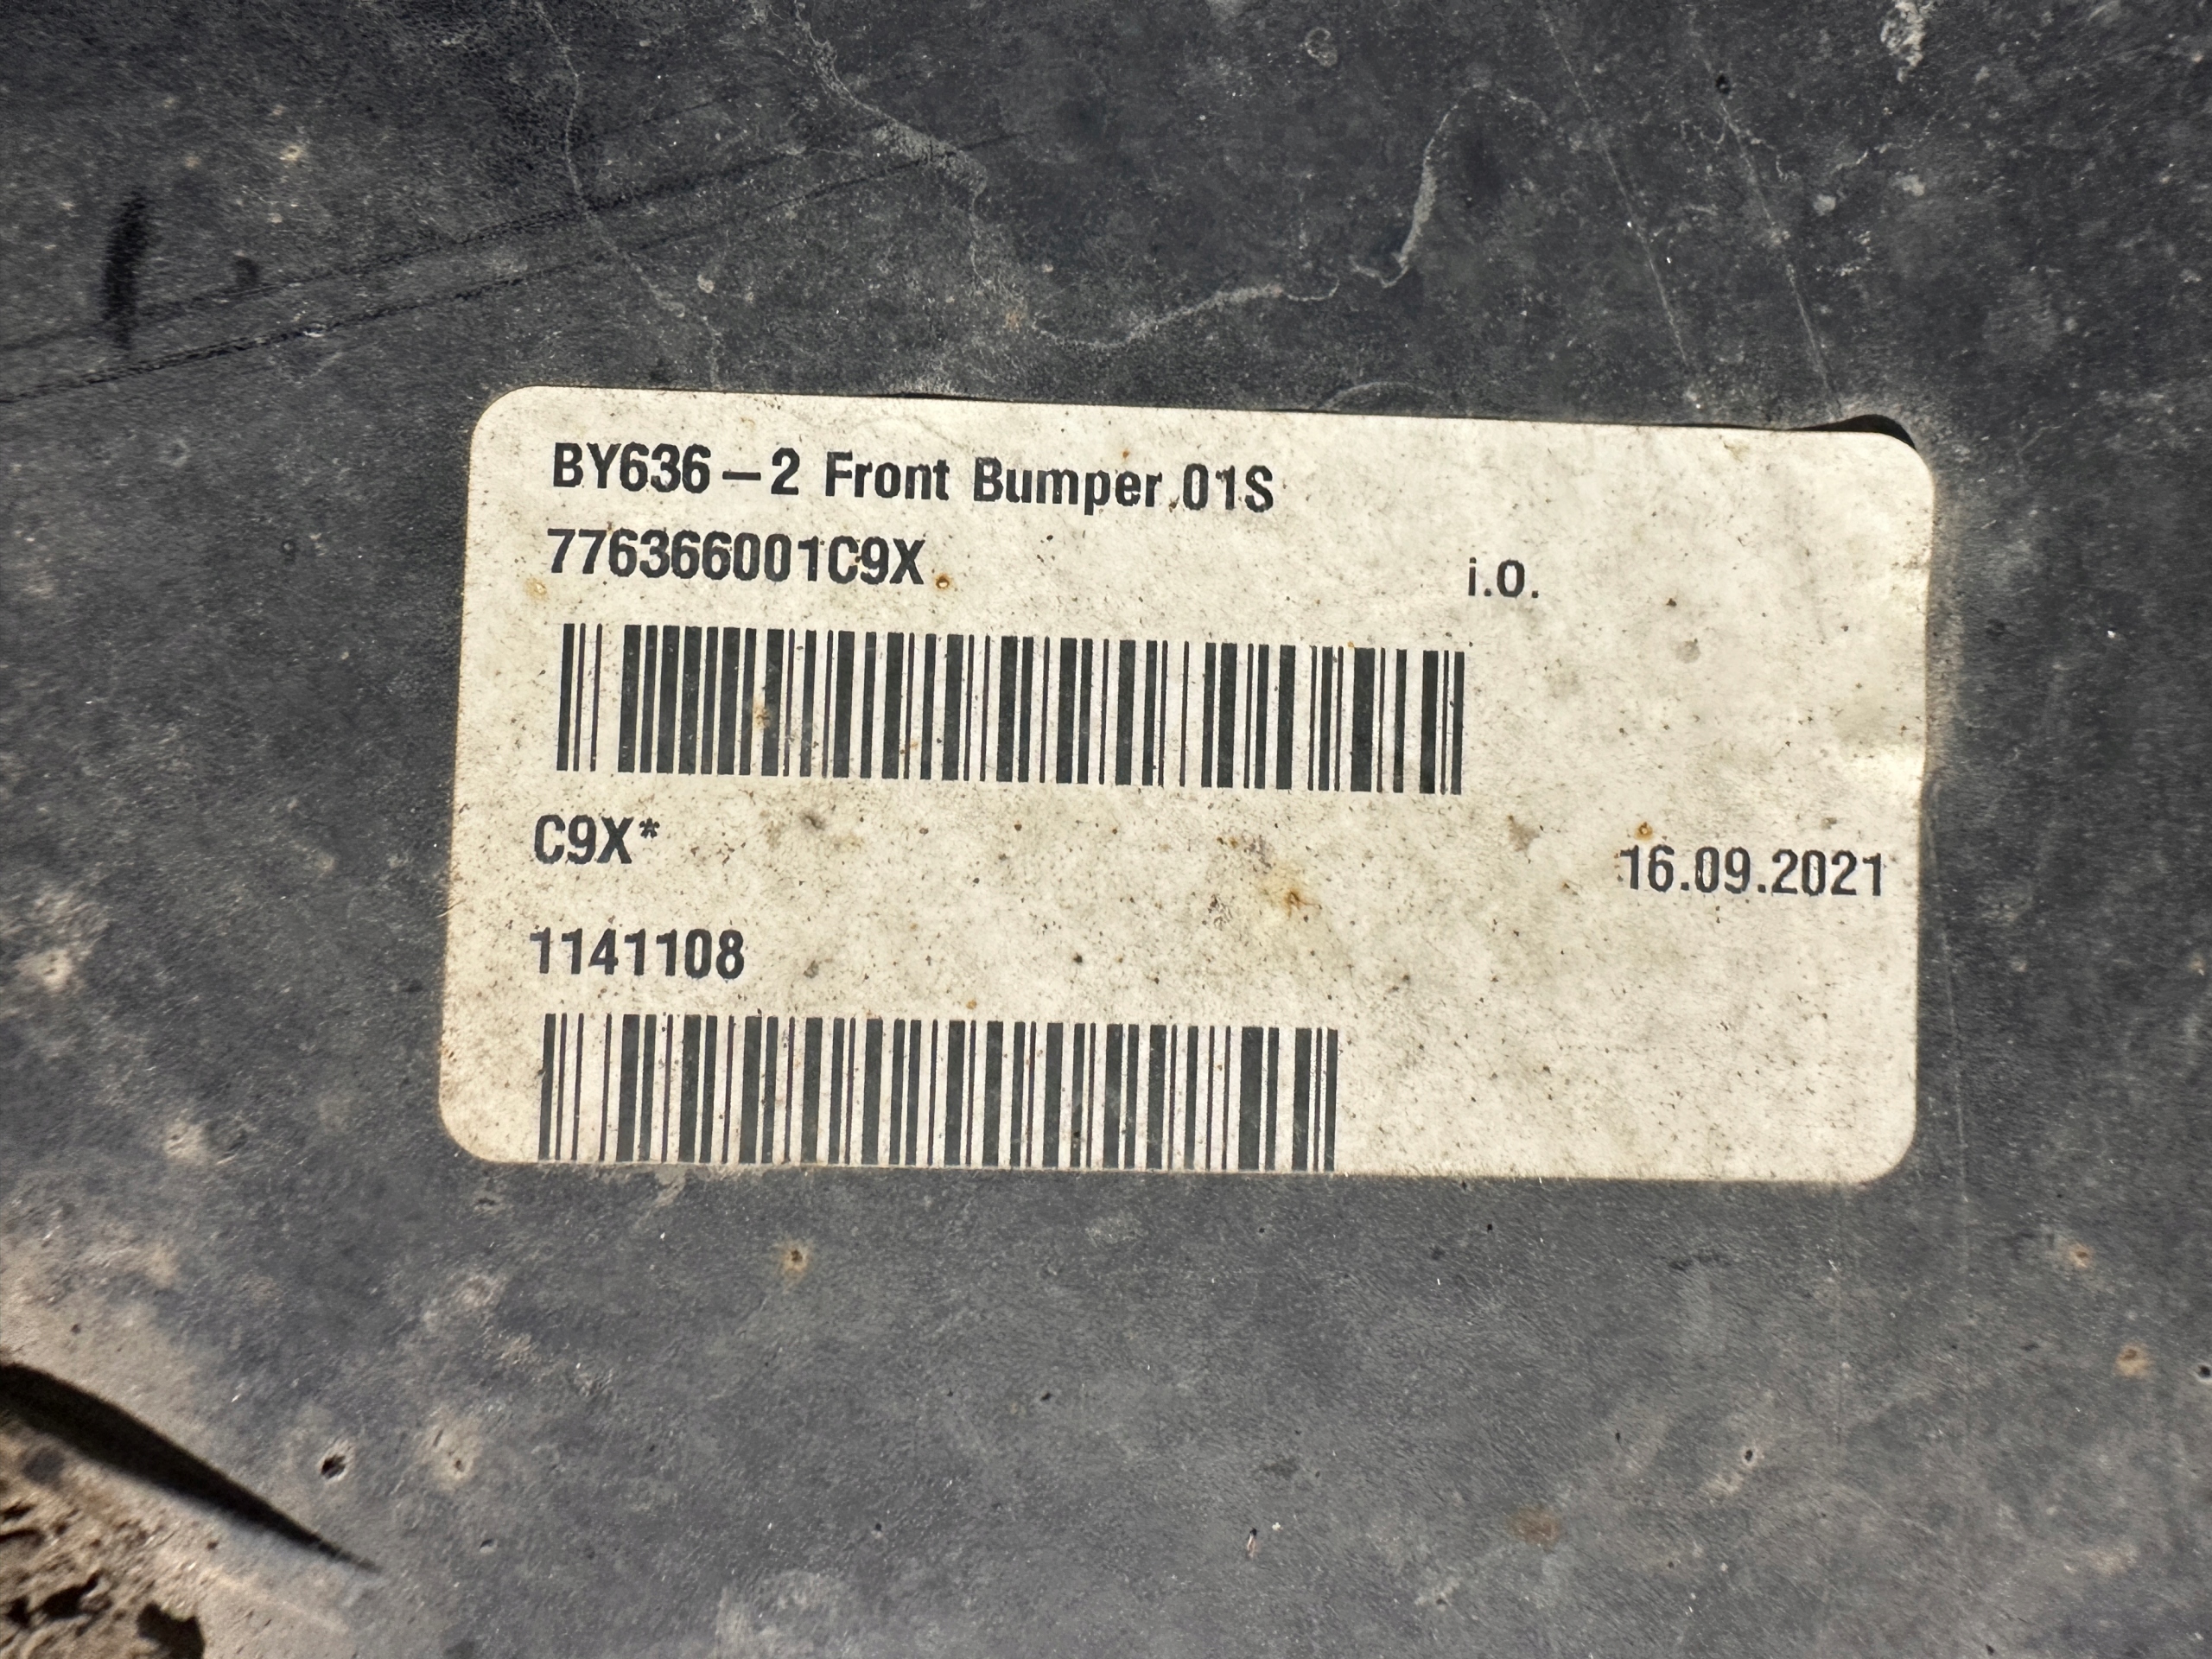 BY636-2 Front Bumper 01S
776366001C9X
i.O.
C9X*
16.09.2021
1141108